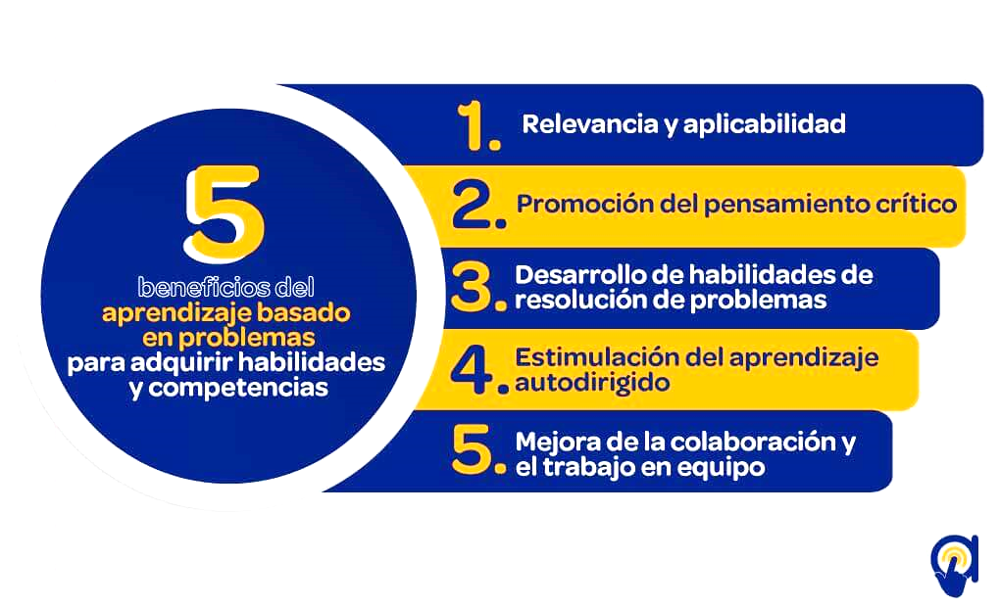 5
beneficios del
aprendizaje basado
en problemas
para adquirir habilidades
y competencias
1. Relevancia y aplicabilidad
2. Promoción del pensamiento crítico
3. Desarrollo de habilidades de
resolución de problemas
4. Estimulación del aprendizaje
autodirigido
5. Mejora de la colaboración y
el trabajo en equipo